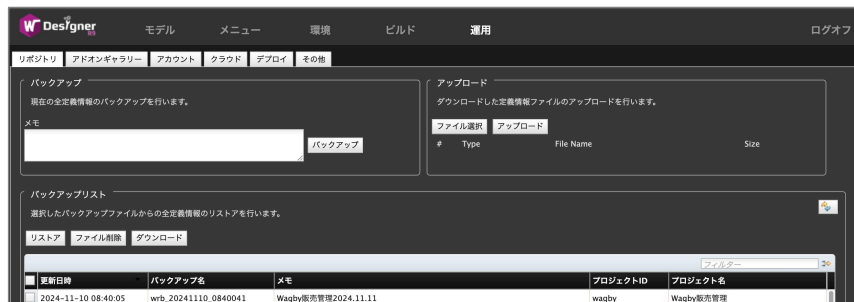 Designer R9
モデル メニュー 環境 ビルド 運用 ログオフ
リポジトリ アドオンギャラリー アカウント クラウド デプロイ その他
バックアップ
現在の全定義情報のバックアップを行います。
メモ
バックアップ
アップロード
ダウンロードした定義情報ファイルのアップロードを行います。
ファイル選択 アップロード
# Type File Name Size
バックアップリスト
選択したバックアップファイルからの全定義情報のリストアを行います。
リストア ファイル削除 ダウンロード
フィルター
更新日時 バックアップ名 メモ プロジェクトID プロジェクト名
2024-11-10 08:40:05 wrb_20241110_0840041 Wagby販売管理2024.11.11 wagby Wagby販売管理